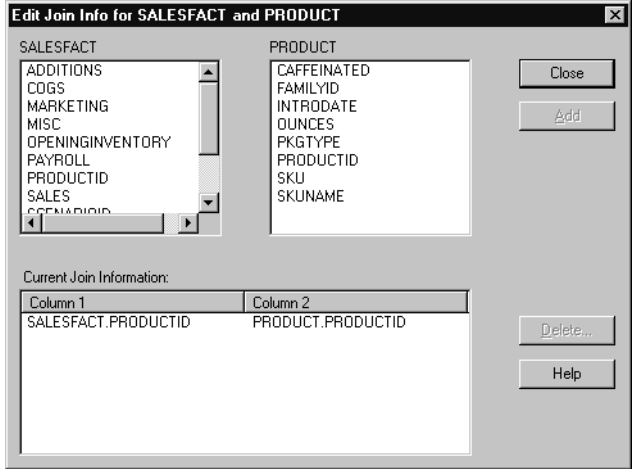 Edit Join Info for SALESFACT and PRODUCT
SALESFACT
ADDITIONS
COGS
MARKETING
MISC
OPENINGINVENTORY
PAYROLL
PRODUCTID
SALES
SCENARIOID
PRODUCT
CAFFEINATED
FAMILYID
INTRODATE
OUNCES
PKGTYPE
PRODUCTID
SKU
SKUNAME
Close
Add
Current Join Information:
Column 1 Column 2
SALESFACT.PRODUCTID PRODUCT.PRODUCTID
Delete...
Help